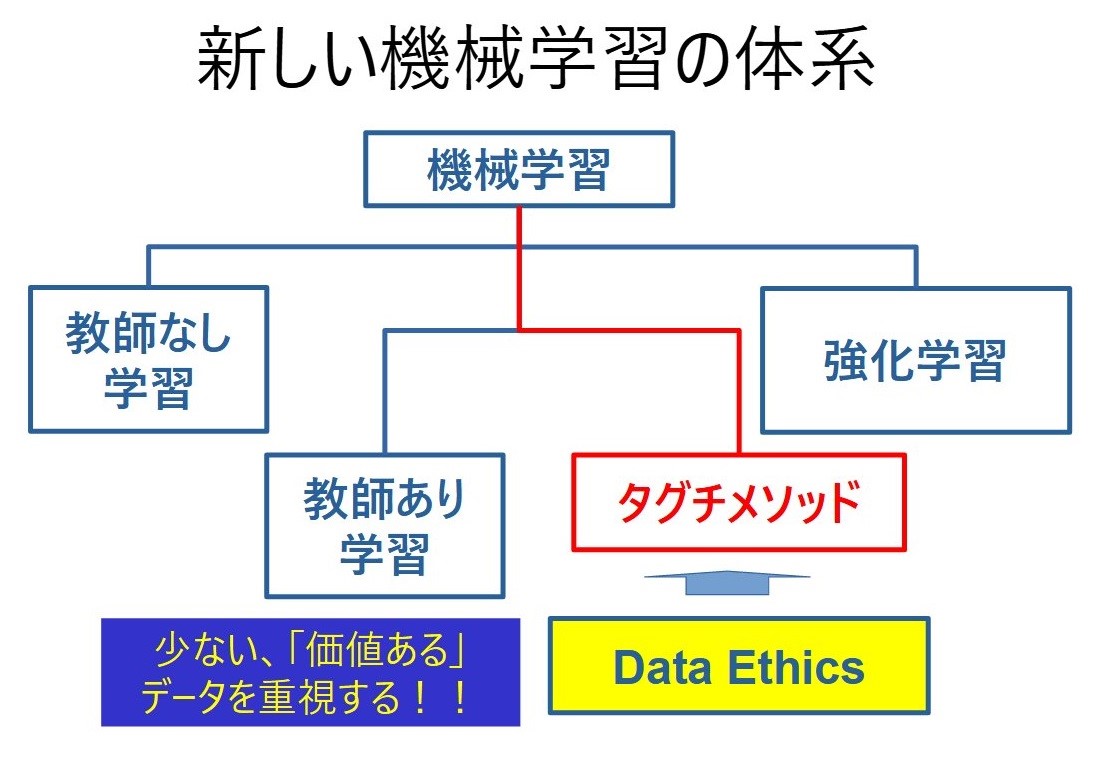 新しい機械学習の体系
機械学習
教師なし
学習
強化学習
教師あり
学習
タグチメソッド
少ない、「価値ある」
データを重視する！！
Data Ethics